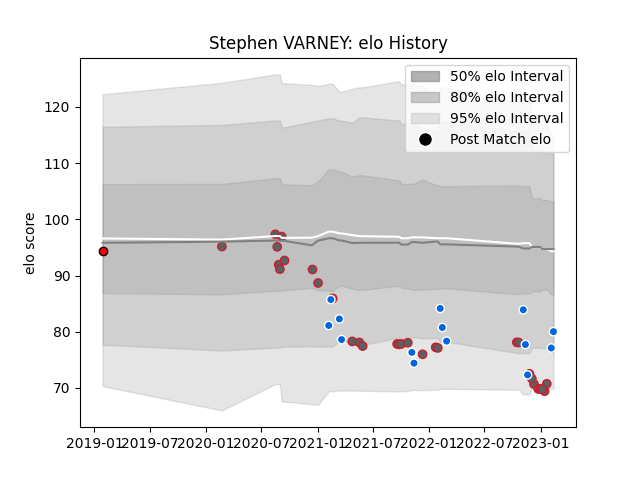 Stephen VARNEY: elo History
50% elo Interval
80% elo Interval
95% elo Interval
Post Match elo
elo score
120
110
100
90
80
70
2019-01 2019-07 2020-01 2020-07 2021-01 2021-07 2022-01 2022-07 2023-01